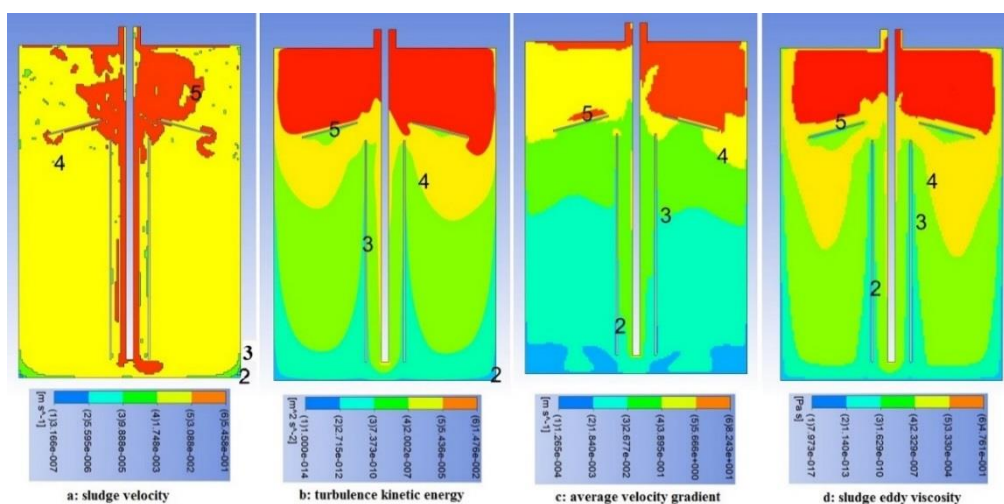 5
4
3
2
5
4
3
2
5
4
3
2
5
4
3
2
[m s^-1]
(1)3.166e-007
(2)5.595e-006
(3)9.888e-005
(4)1.748e-003
(5)3.088e-002
(6)5.458e-001
a: sludge velocity
[m^2 s^-2]
(1)1.000e-014
(2)2.715e-012
(3)7.373e-010
(4)2.002e-007
(5)5.436e-005
(6)1.476e-002
b: turbulence kinetic energy
[m s^-1]
(1)1.265e-004
(2)1.840e-003
(3)2.677e-002
(4)3.895e-001
(5)5.666e+000
(6)8.243e+001
c: average velocity gradient
[Pa s]
(1)7.973e-017
(2)1.140e-013
(3)1.629e-010
(4)2.329e-007
(5)3.330e-004
(6)4.761e-001
d: sludge eddy viscosity